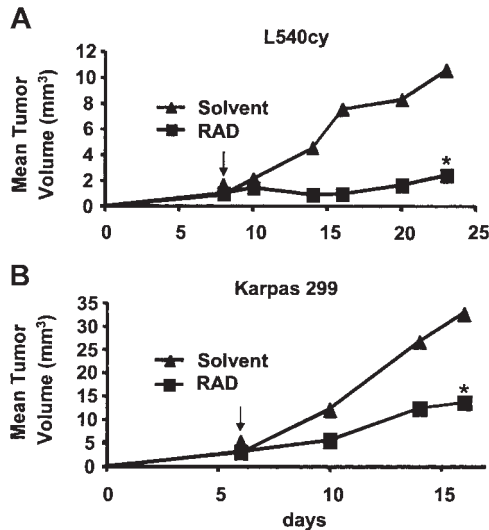 A
L540cy
Mean Tumor
Volume (mm³)
12
10
8
6
4
2
0
Solvent
RAD
*
0 5 10 15 20 25
B
Karpas 299
Mean Tumor
Volume (mm³)
35
30
25
20
15
10
5
0
Solvent
RAD
*
0 5 10 15
days